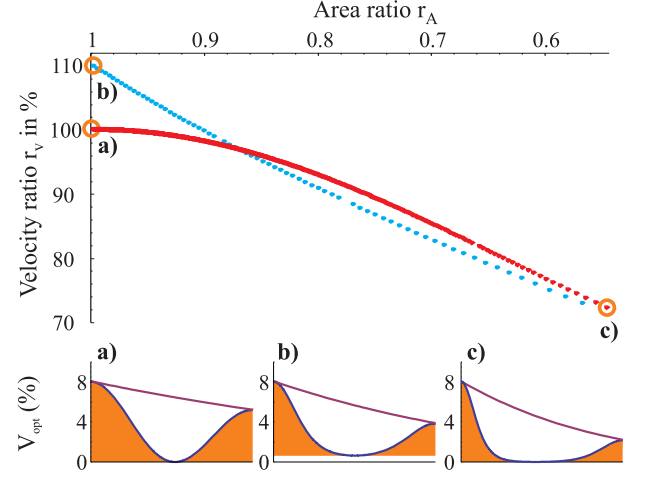 Area ratio r_A
1 0.9 0.8 0.7 0.6
Velocity ratio r_v in %
110
100
90
80
70
b)
a)
c)
V_opt (%)
a) b) c)
8 8 8
4 4 4
0 0 0